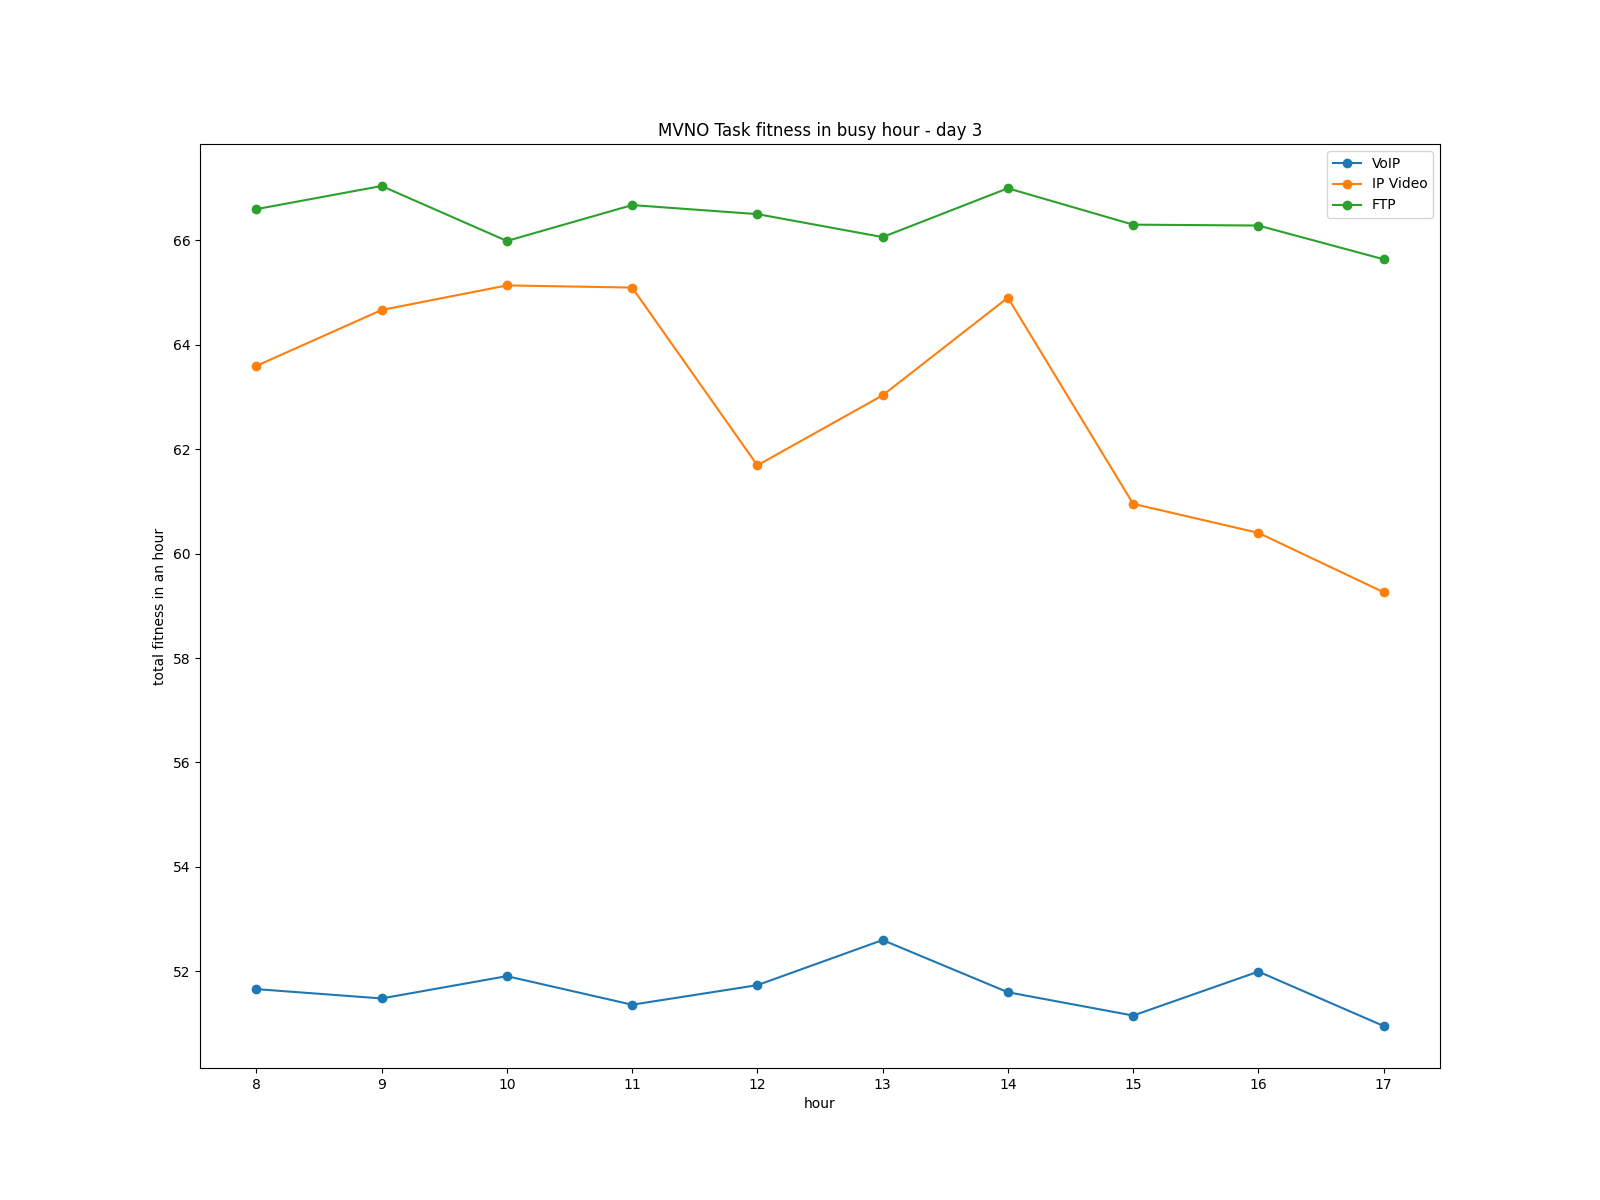 MVNO Task fitness in busy hour - day 3
VoIP
IP Video
FTP
total fitness in an hour
66
64
62
60
58
56
54
52
8 9 10 11 12 13 14 15 16 17
hour